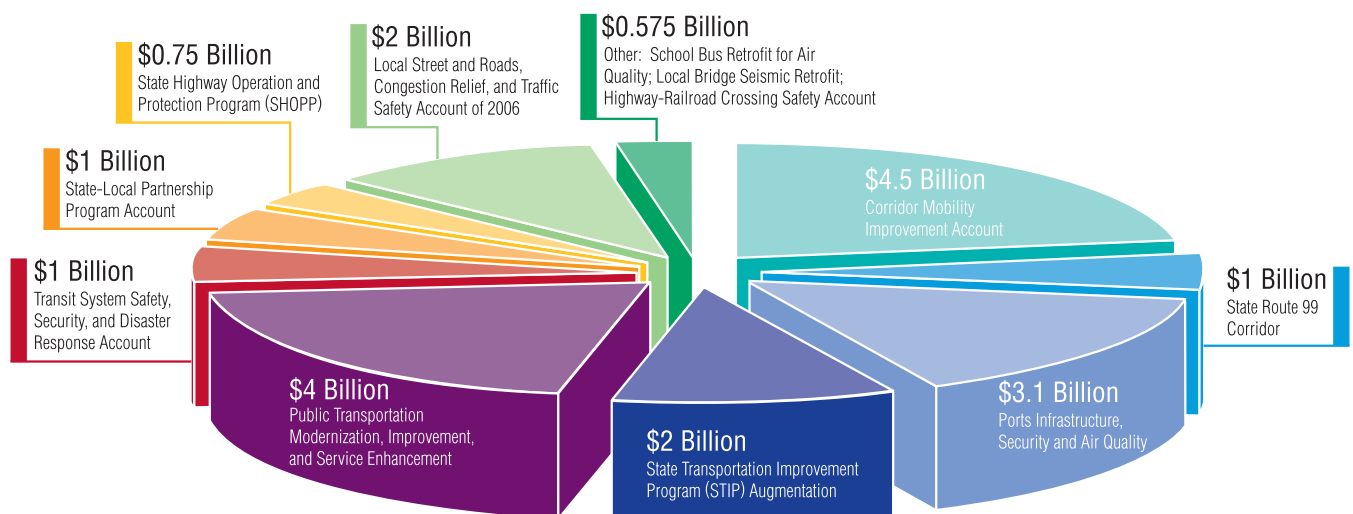 $0.75 Billion
State Highway Operation and
Protection Program (SHOPP)
$2 Billion
Local Street and Roads,
Congestion Relief, and Traffic
Safety Account of 2006
$0.575 Billion
Other:  School Bus Retrofit for Air
Quality; Local Bridge Seismic Retrofit;
Highway-Railroad Crossing Safety Account
$1 Billion
State-Local Partnership
Program Account
$4.5 Billion
Corridor Mobility
Improvement Account
$1 Billion
Transit System Safety,
Security, and Disaster
Response Account
$1 Billion
State Route 99
Corridor
$4 Billion
Public Transportation
Modernization, Improvement,
and Service Enhancement
$2 Billion
State Transportation Improvement
Program (STIP) Augmentation
$3.1 Billion
Ports Infrastructure,
Security and Air Quality